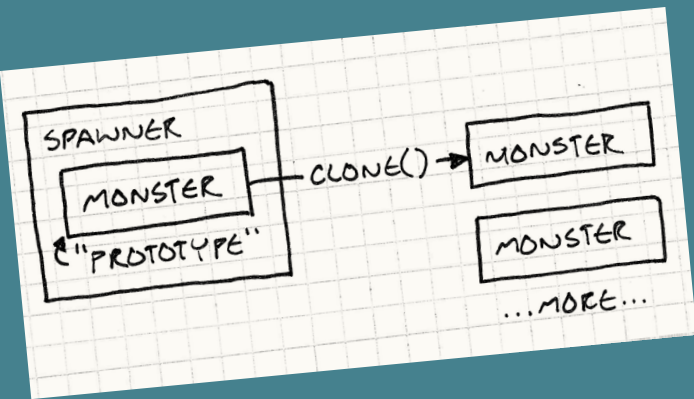 SPAWNER
MONSTER
"PROTOTYPE"
CLONE()
MONSTER
MONSTER
...MORE...